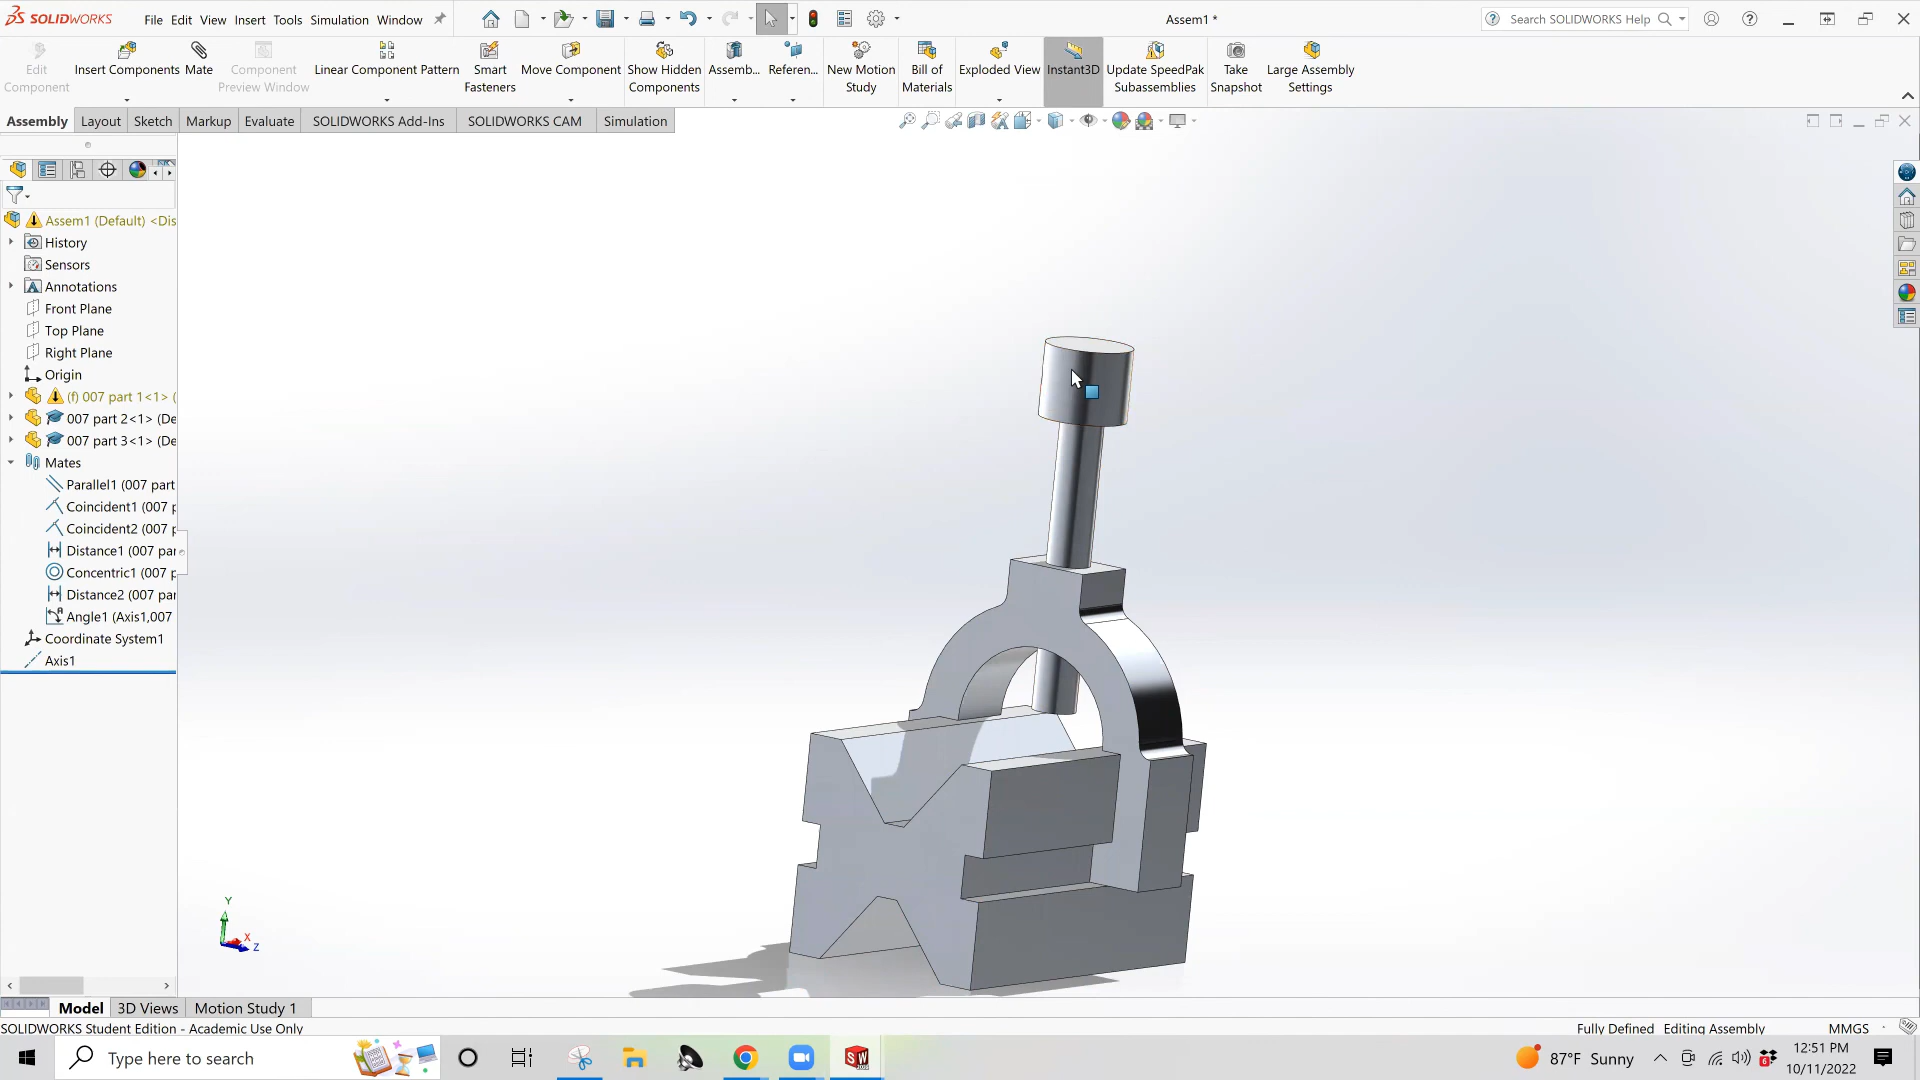 SOLIDWORKS File Edit View Insert Tools Simulation Window Assem1 * Search SOLIDWORKS Help
Edit Component
Insert Components
Mate
Component Preview Window
Linear Component Pattern
Smart Fasteners
Move Component
Show Hidden Components
Assemb...
Referen...
New Motion Study
Bill of Materials
Exploded View
Instant3D
Update SpeedPak Subassemblies
Take Snapshot
Large Assembly Settings
Assembly Layout Sketch Markup Evaluate SOLIDWORKS Add-Ins SOLIDWORKS CAM Simulation
Assem1 (Default) <Dis
History
Sensors
Annotations
Front Plane
Top Plane
Right Plane
Origin
(f) 007 part 1<1> (
007 part 2<1> (De
007 part 3<1> (De
Mates
Parallel1 (007 part
Coincident1 (007 p
Coincident2 (007 p
Distance1 (007 par
Concentric1 (007 p
Distance2 (007 par
Angle1 (Axis1,007
Coordinate System1
Axis1
Y
X
Z
Model 3D Views Motion Study 1
SOLIDWORKS Student Edition - Academic Use Only Fully Defined Editing Assembly MMGS
Type here to search 87°F Sunny 12:51 PM
10/11/2022